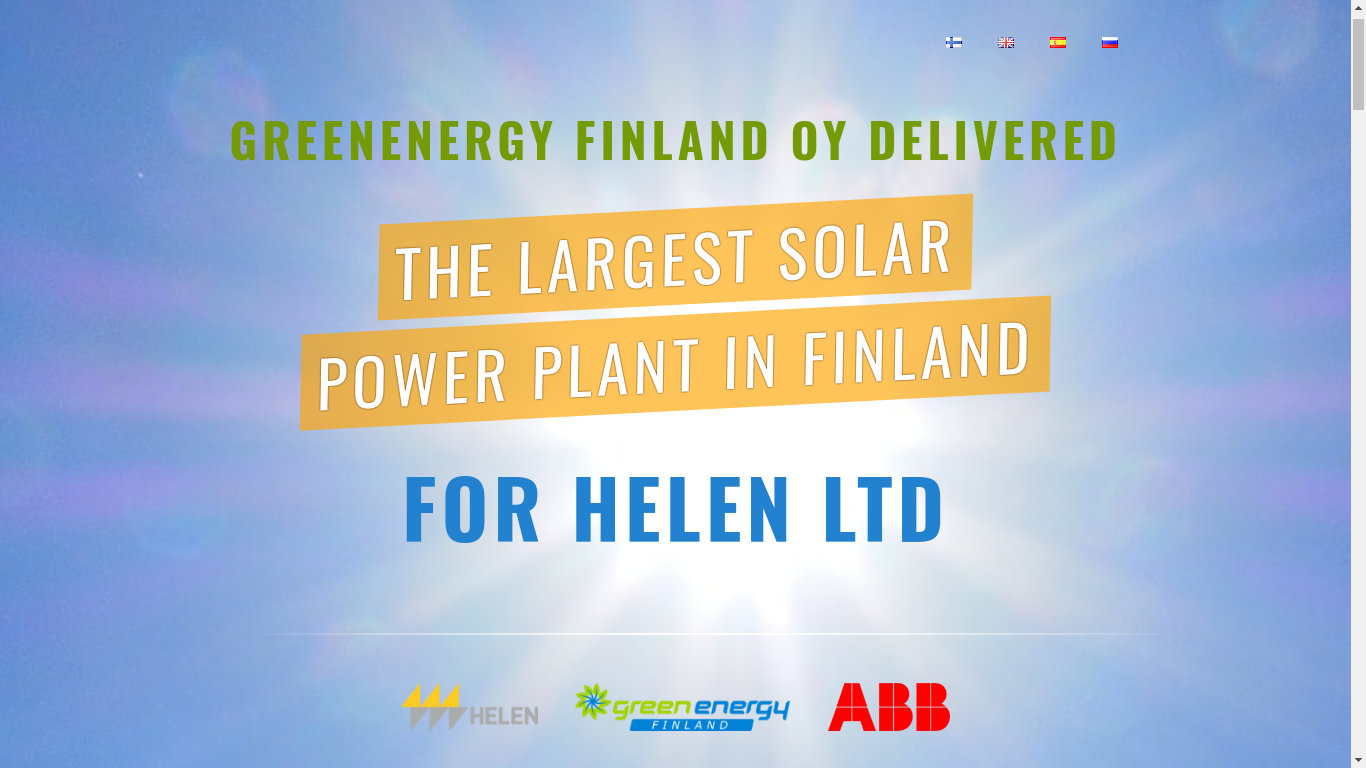 GREENENERGY FINLAND OY DELIVERED
THE LARGEST SOLAR
POWER PLANT IN FINLAND
FOR HELEN LTD
HELEN
green energy
FINLAND
ABB